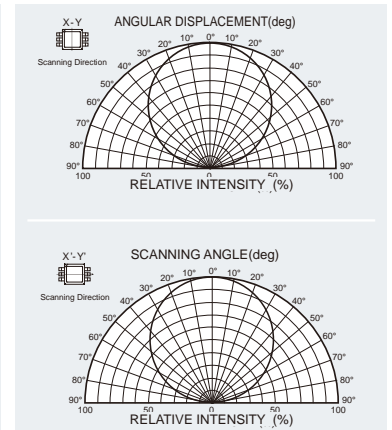 X-Y
ANGULAR DISPLACEMENT(deg)
Scanning Direction
30° 20° 10° 0° 10° 20° 30°
40° 40°
50° 50°
60° 60°
70° 70°
80° 80°
90° 90°
100 50 0 50 100
RELATIVE INTENSITY (%)
X'-Y'
SCANNING ANGLE(deg)
Scanning Direction
30° 20° 10° 0° 10° 20° 30°
40° 40°
50° 50°
60° 60°
70° 70°
80° 80°
90° 90°
100 50 0 50 100
RELATIVE INTENSITY (%)